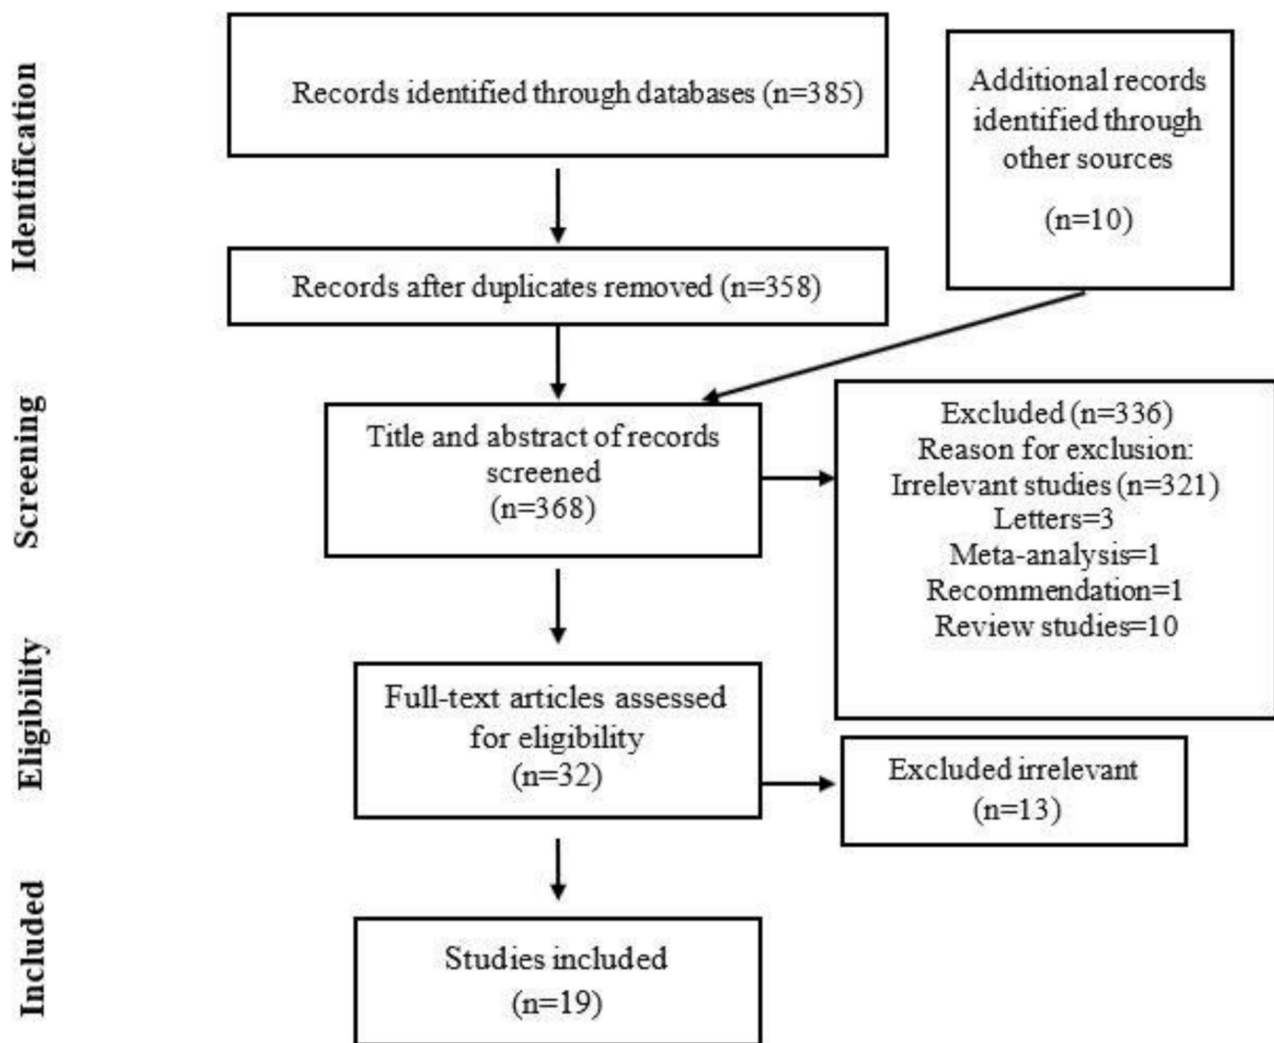 Identification
Records identified through databases (n=385)
Additional records
identified through
other sources
(n=10)
Records after duplicates removed (n=358)
Screening
Title and abstract of records
screened
(n=368)
Excluded (n=336)
Reason for exclusion:
Irrelevant studies (n=321)
Letters=3
Meta-analysis=1
Recommendation=1
Review studies=10
Eligibility
Full-text articles assessed
for eligibility
(n=32)
Excluded irrelevant
(n=13)
Included
Studies included
(n=19)